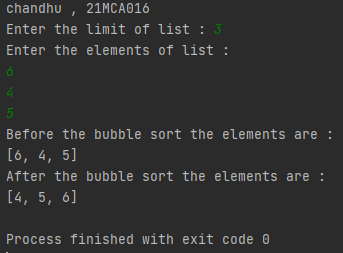 chandhu , 21MCA016
Enter the limit of list : 3
Enter the elements of list :
6
4
5
Before the bubble sort the elements are :
[6, 4, 5]
After the bubble sort the elements are :
[4, 5, 6]
Process finished with exit code 0